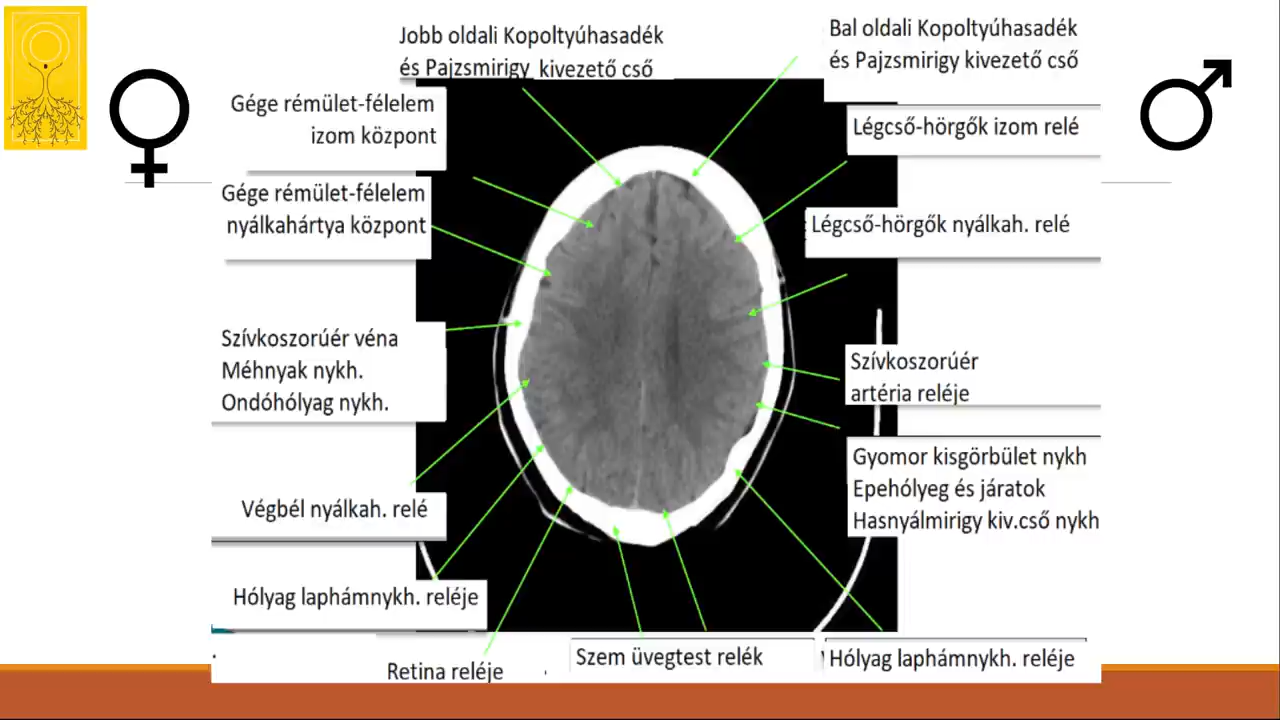 Jobb oldali Kopoltyúhasadék
és Pajzsmirigy kivezető cső
Bal oldali Kopoltyúhasadék
és Pajzsmirigy kivezető cső
Gége rémület-félelem
izom központ
Légcső-hörgők izom relé
Gége rémület-félelem
nyálkahártya központ
Légcső-hörgők nyálkah. relé
Szívkoszorúér véna
Méhnyak nykh.
Ondóhólyag nykh.
Szívkoszorúér
artéria reléje
Gyomor kisgörbület nykh
Epehólyeg és járatok
Hasnyálmirigy kiv.cső nykh
Végbél nyálkah. relé
Hólyag laphámnykh. reléje
Retina reléje
Szem üvegtest relék
Hólyag laphámnykh. reléje